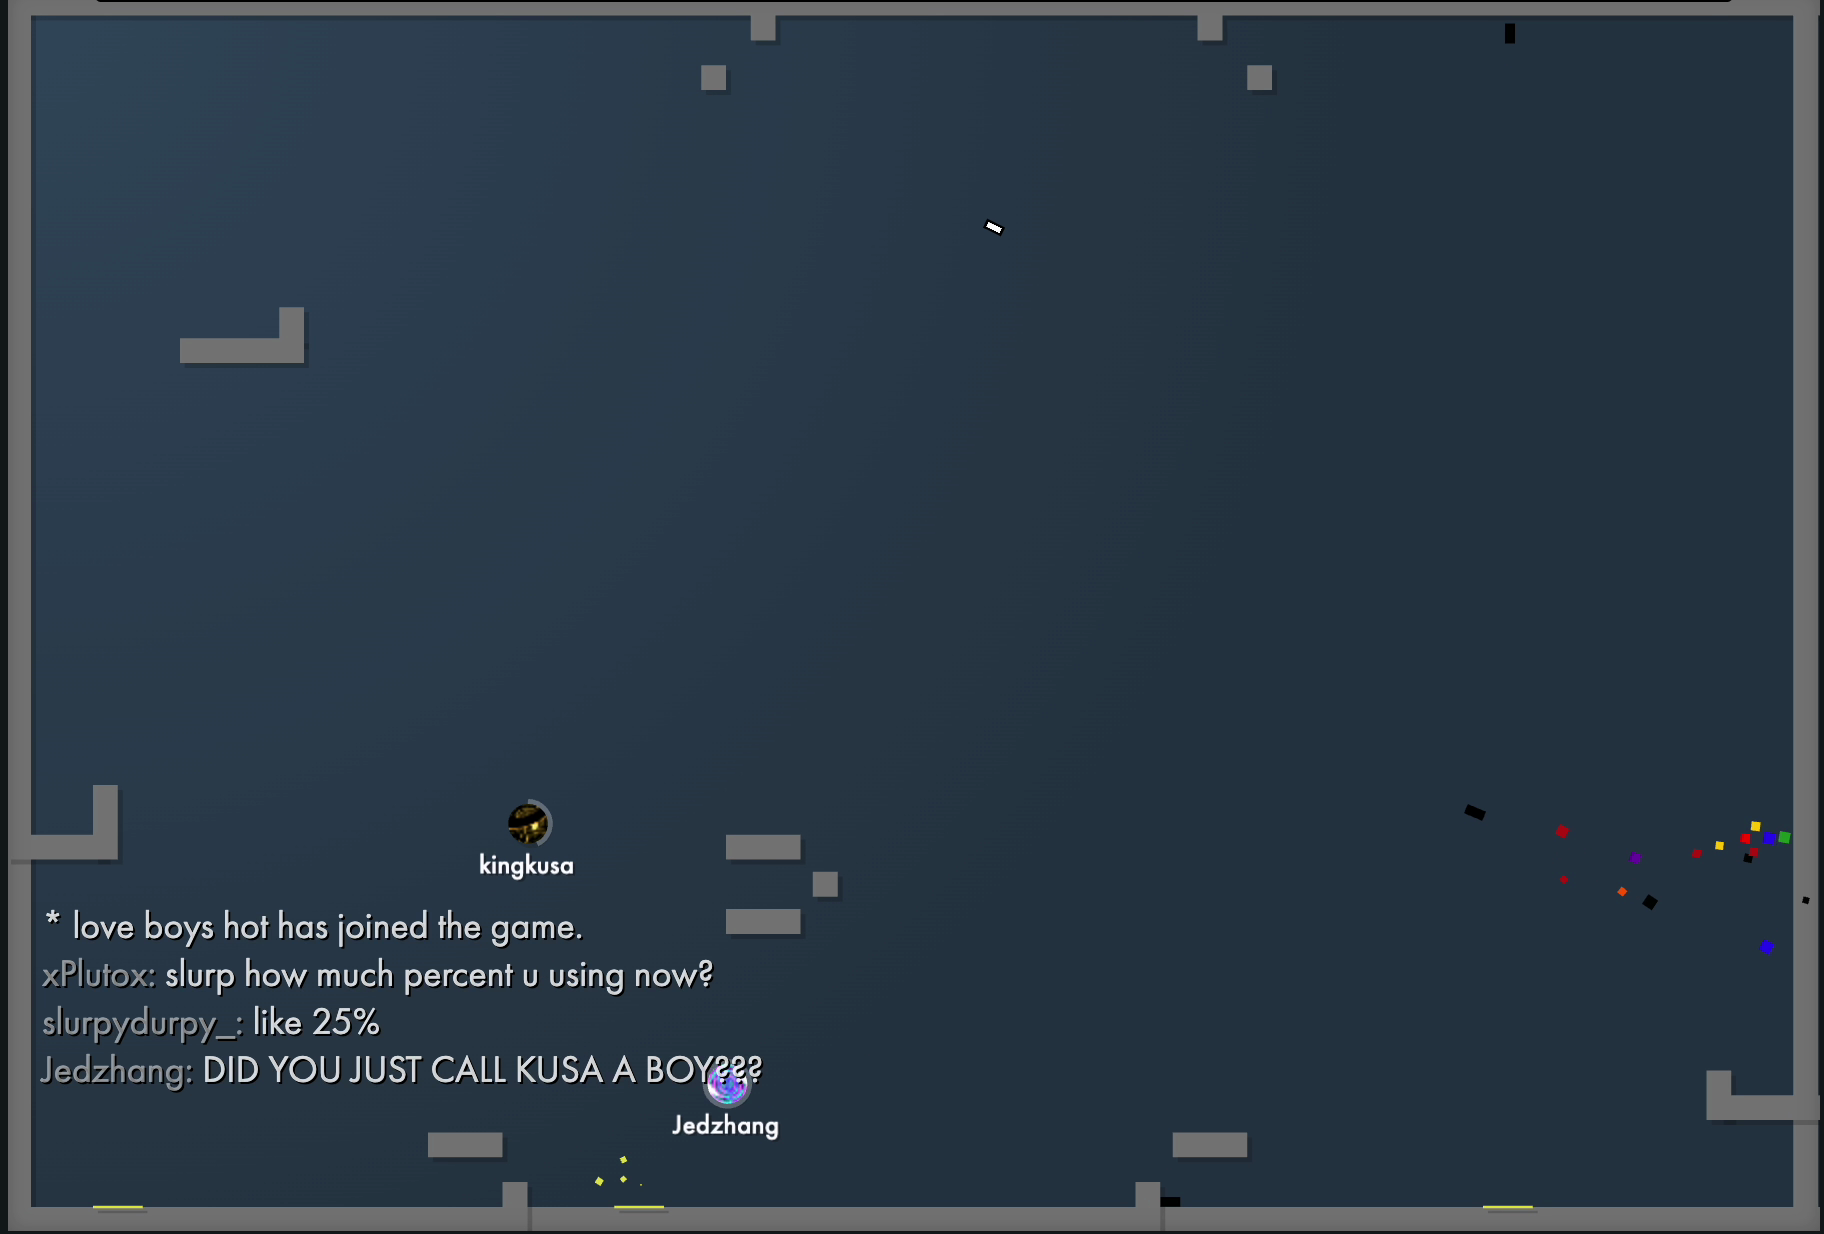 kingkusa
* love boys hot has joined the game.
xPlutox: slurp how much percent u using now?
slurpydurpy_: like 25%
Jedzhang: DID YOU JUST CALL KUSA A BOY???
Jedzhang